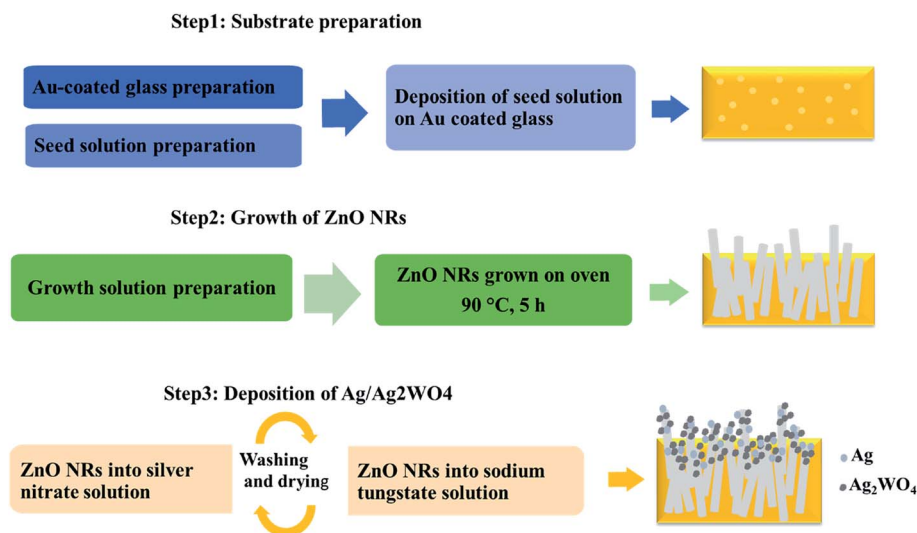 Step1: Substrate preparation
Au-coated glass preparation
Seed solution preparation
Deposition of seed solution
on Au coated glass
Step2: Growth of ZnO NRs
Growth solution preparation
ZnO NRs grown on oven
90 °C, 5 h
Step3: Deposition of Ag/Ag2WO4
ZnO NRs into silver
nitrate solution
Washing
and drying
ZnO NRs into sodium
tungstate solution
Ag
Ag₂WO₄